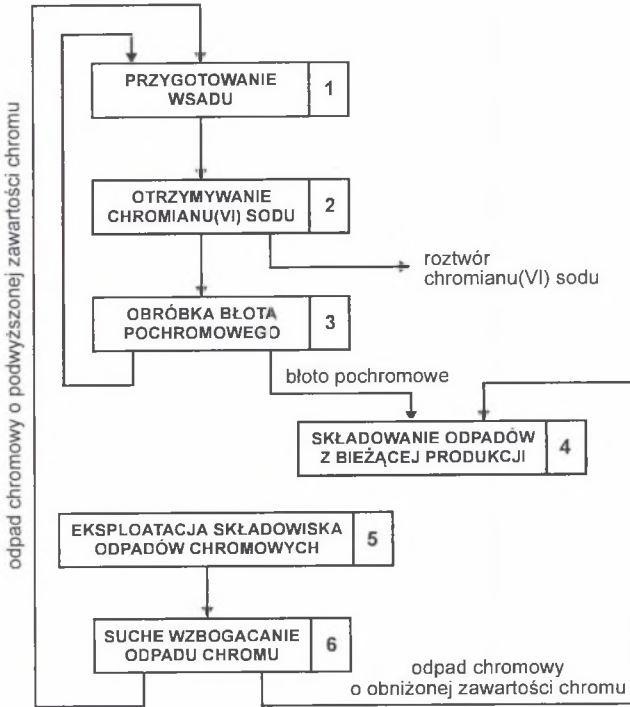 odpad chromowy o podwyższonej zawartości chromu
PRZYGOTOWANIE
WSADU
1
OTRZYMYWANIE
CHROMIANU(VI) SODU
2
roztwór
chromianu(VI) sodu
OBRÓBKA BŁOTA
POCHROMOWEGO
3
błoto pochromowe
SKŁADOWANIE ODPADÓW
Z BIEŻĄCEJ PRODUKCJI
4
EKSPLOATACJA SKŁADOWISKA
ODPADÓW CHROMOWYCH
5
SUCHE WZBOGACANIE
ODPADU CHROMU
6
odpad chromowy
o obniżonej zawartości chromu